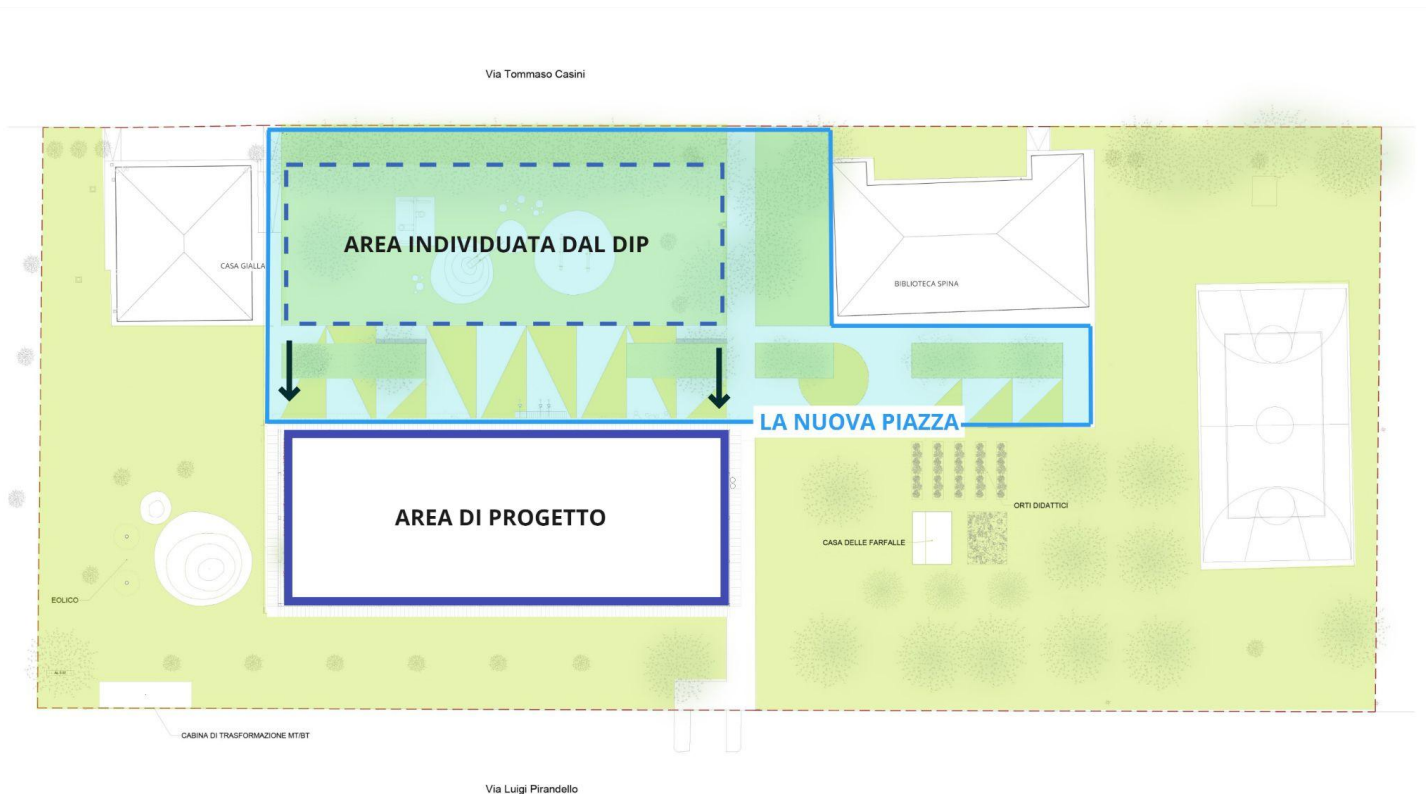 Via Tommaso Casini
AREA INDIVIDUATA DAL DIP
CASA GIALLA
BIBLIOTECA SPINA
LA NUOVA PIAZZA
AREA DI PROGETTO
ORTI DIDATTICI
CASA DELLE FARFALLE
EOLICO
CABINA DI TRASFORMAZIONE MT/BT
Via Luigi Pirandello